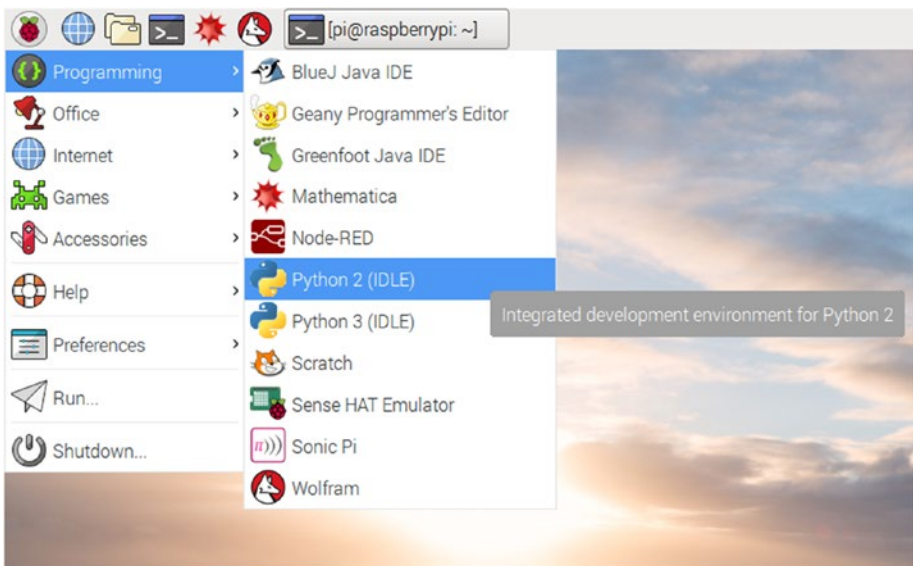 [pi@raspberrypi: ~]
Programming
Office
Internet
Games
Accessories
Help
Preferences
Run...
Shutdown...
BlueJ Java IDE
Geany Programmer's Editor
Greenfoot Java IDE
Mathematica
Node-RED
Python 2 (IDLE)
Python 3 (IDLE)
Scratch
Sense HAT Emulator
Sonic Pi
Wolfram
Integrated development environment for Python 2